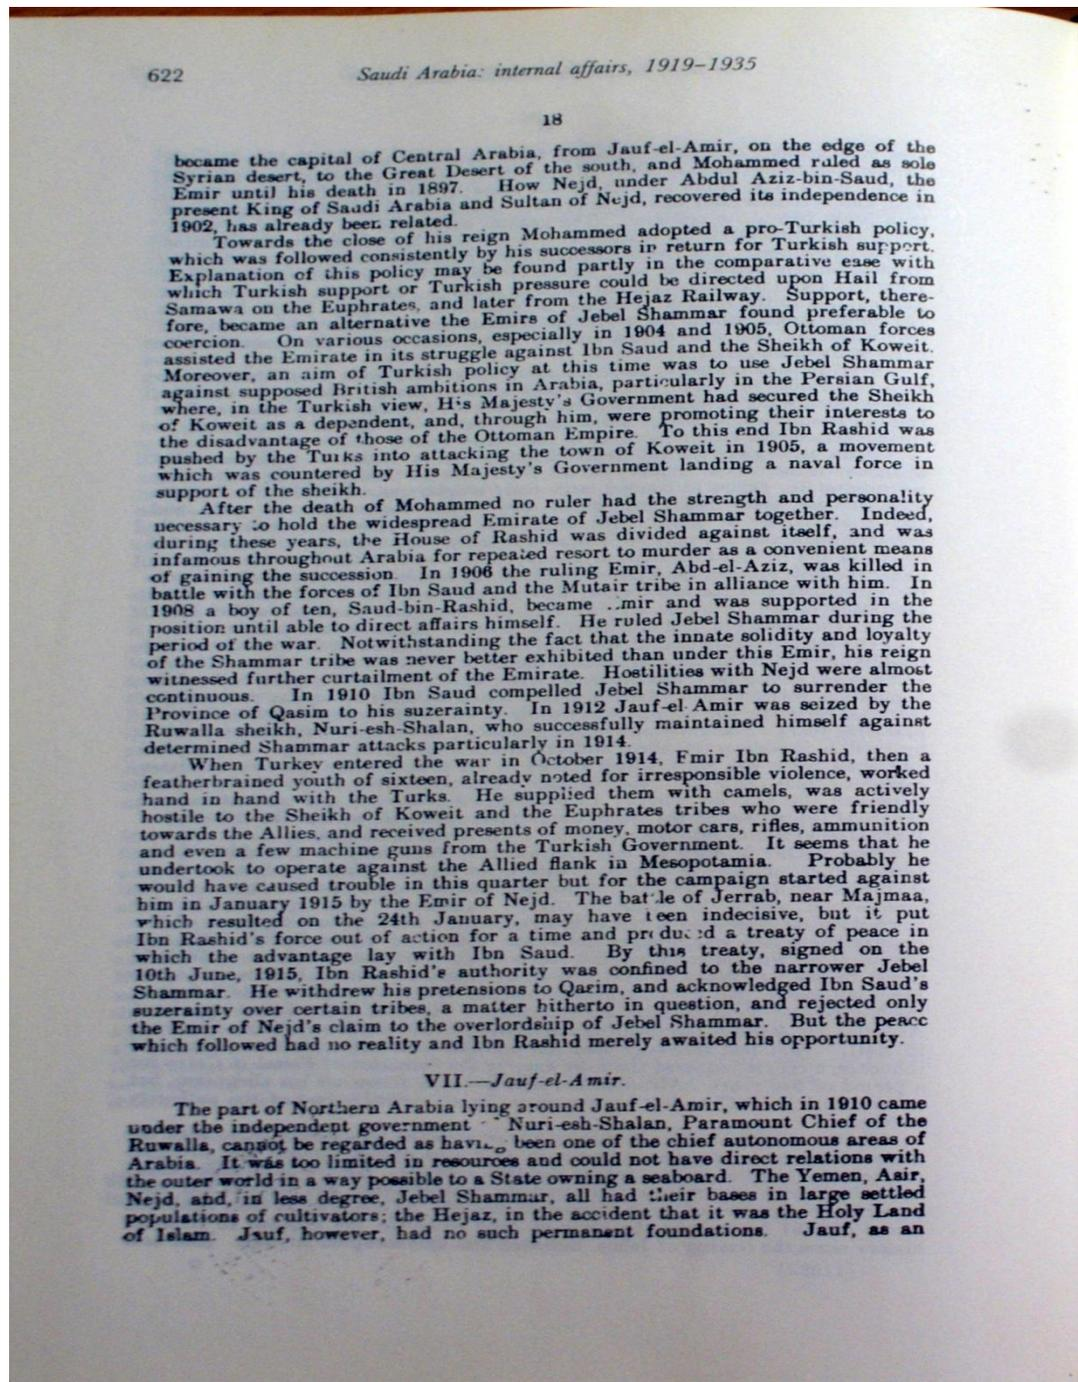 622
Saudi Arabia: internal affairs, 1919–1935
18
became the capital of Central Arabia, from Jauf-el-Amir, on the edge of the
Syrian desert, to the Great Desert of the south, and Mohammed ruled as sole
Emir until his death in 1897. How Nejd, under Abdul Aziz-bin-Saud, the
present King of Saudi Arabia and Sultan of Nejd, recovered its independence in
1902, has already been related.
Towards the close of his reign Mohammed adopted a pro-Turkish policy,
which was followed consistently by his successors in return for Turkish support.
Explanation of this policy may be found partly in the comparative ease with
which Turkish support or Turkish pressure could be directed upon Hail from
Samawa on the Euphrates, and later from the Hejaz Railway. Support, there-
fore, became an alternative the Emirs of Jebel Shammar found preferable to
coercion. On various occasions, especially in 1904 and 1905, Ottoman forces
assisted the Emirate in its struggle against Ibn Saud and the Sheikh of Koweit.
Moreover, an aim of Turkish policy at this time was to use Jebel Shammar
against supposed British ambitions in Arabia, particularly in the Persian Gulf,
where, in the Turkish view, His Majesty's Government had secured the Sheikh
of Koweit as a dependent, and, through him, were promoting their interests to
the disadvantage of those of the Ottoman Empire. To this end Ibn Rashid was
pushed by the Turks into attacking the town of Koweit in 1905, a movement
which was countered by His Majesty's Government landing a naval force in
support of the sheikh.
After the death of Mohammed no ruler had the strength and personality
necessary to hold the widespread Emirate of Jebel Shammar together. Indeed,
during these years, the House of Rashid was divided against itself, and was
infamous throughout Arabia for repeated resort to murder as a convenient means
of gaining the succession. In 1906 the ruling Emir, Abd-el-Aziz, was killed in
battle with the forces of Ibn Saud and the Mutair tribe in alliance with him. In
1908 a boy of ten, Saud-bin-Rashid, became Emir and was supported in the
position until able to direct affairs himself. He ruled Jebel Shammar during the
period of the war. Notwithstanding the fact that the innate solidity and loyalty
of the Shammar tribe was never better exhibited than under this Emir, his reign
witnessed further curtailment of the Emirate. Hostilities with Nejd were almost
continuous. In 1910 Ibn Saud compelled Jebel Shammar to surrender the
Province of Qasim to his suzerainty. In 1912 Jauf-el-Amir was seized by the
Ruwalla sheikh, Nuri-esh-Shalan, who successfully maintained himself against
determined Shammar attacks particularly in 1914.
When Turkey entered the war in October 1914, Emir Ibn Rashid, then a
featherbrained youth of sixteen, already noted for irresponsible violence, worked
hand in hand with the Turks. He supplied them with camels, was actively
hostile to the Sheikh of Koweit and the Euphrates tribes who were friendly
towards the Allies, and received presents of money, motor cars, rifles, ammunition
and even a few machine guns from the Turkish Government. It seems that he
undertook to operate against the Allied flank in Mesopotamia. Probably he
would have caused trouble in this quarter but for the campaign started against
him in January 1915 by the Emir of Nejd. The battle of Jerrab, near Majmaa,
which resulted on the 24th January, may have been indecisive, but it put
Ibn Rashid's force out of action for a time and produced a treaty of peace in
which the advantage lay with Ibn Saud. By this treaty, signed on the
10th June, 1915, Ibn Rashid's authority was confined to the narrower Jebel
Shammar. He withdrew his pretensions to Qasim, and acknowledged Ibn Saud's
suzerainty over certain tribes, a matter hitherto in question, and rejected only
the Emir of Nejd's claim to the overlordship of Jebel Shammar. But the peace
which followed had no reality and Ibn Rashid merely awaited his opportunity.
VII.—Jauf-el-Amir.
The part of Northern Arabia lying around Jauf-el-Amir, which in 1910 came
under the independent government Nuri-esh-Shalan, Paramount Chief of the
Ruwalla, cannot be regarded as having been one of the chief autonomous areas of
Arabia. It was too limited in resources and could not have direct relations with
the outer world in a way possible to a State owning a seaboard. The Yemen, Asir,
Nejd, and, in less degree, Jebel Shammar, all had their bases in large settled
populations of cultivators; the Hejaz, in the accident that it was the Holy Land
of Islam. Jauf, however, had no such permanent foundations. Jauf, as an